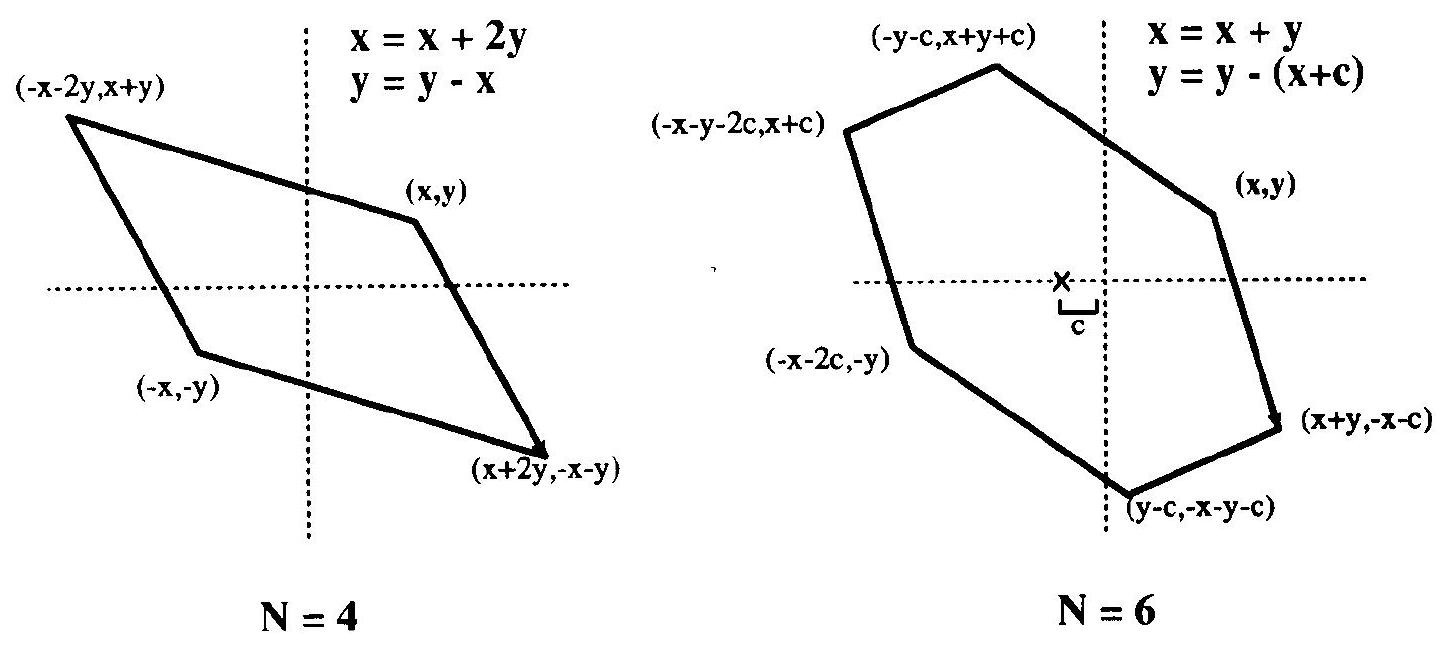 x = x + 2y
y = y - x
(-x-2y,x+y)
(x,y)
(-x,-y)
(x+2y,-x-y)
N = 4
x = x + y
y = y - (x+c)
(-y-c,x+y+c)
(-x-y-2c,x+c)
(x,y)
c
(-x-2c,-y)
(x+y,-x-c)
(y-c,-x-y-c)
N = 6